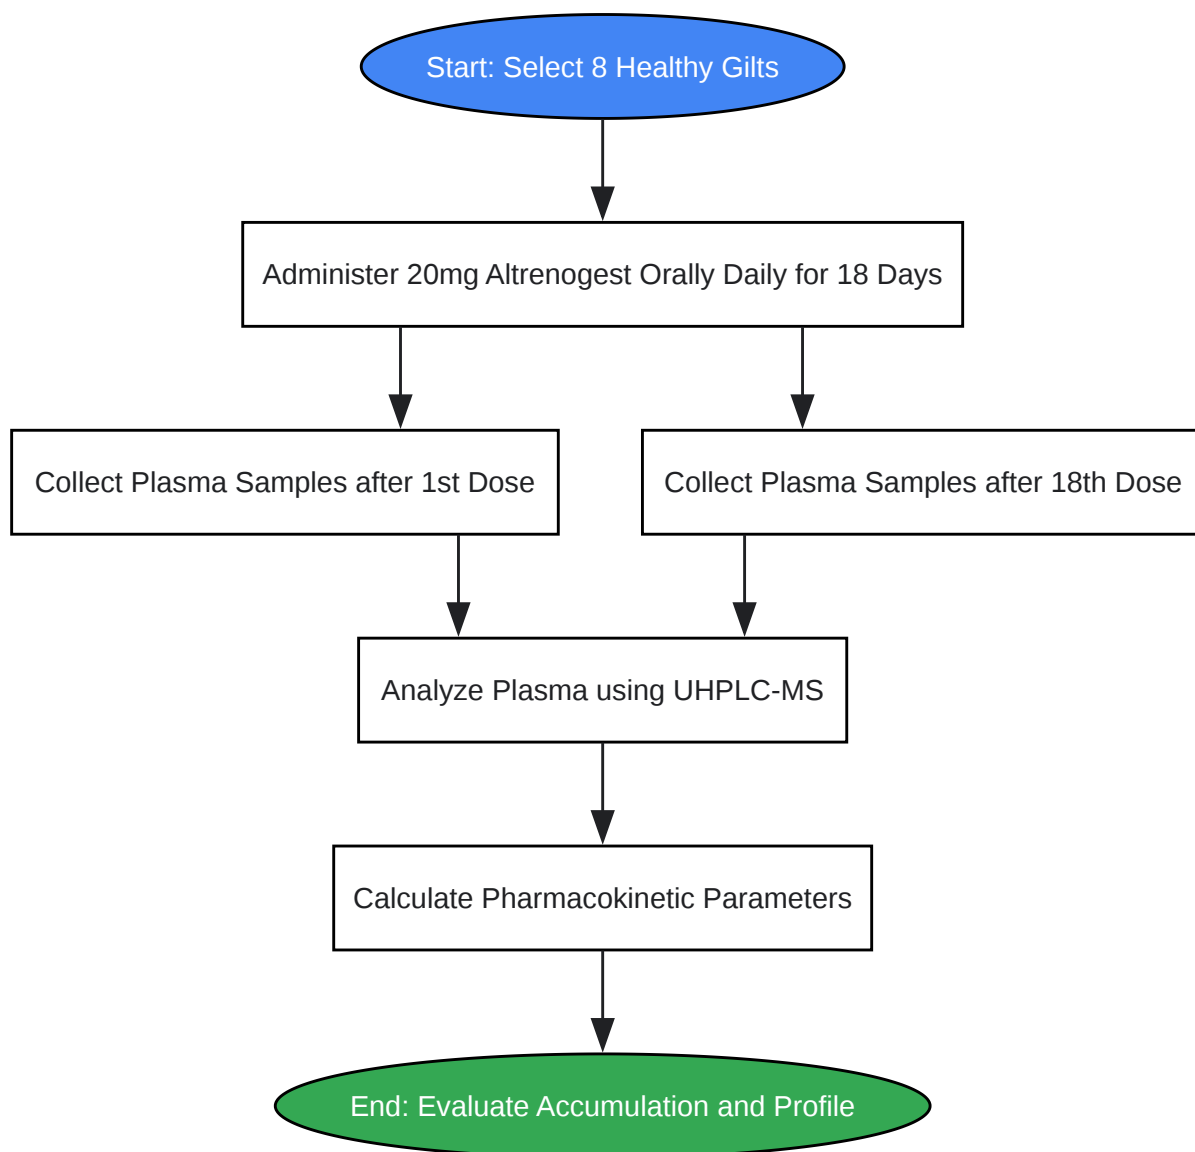 Start: Select 8 Healthy Gilts
Administer 20mg Altrenogest Orally Daily for 18 Days
Collect Plasma Samples after 1st Dose
Collect Plasma Samples after 18th Dose
Analyze Plasma using UHPLC-MS
Calculate Pharmacokinetic Parameters
End: Evaluate Accumulation and Profile